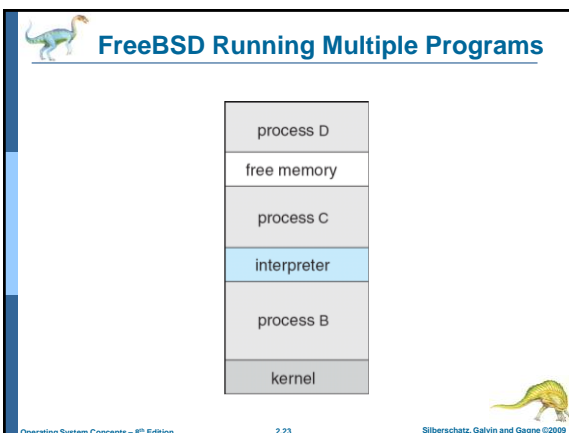 FreeBSD Running Multiple Programs
process D
free memory
process C
interpreter
process B
kernel
Operating System Concepts – 8th Edition
2.23
Silberschatz, Galvin and Gagne ©2009